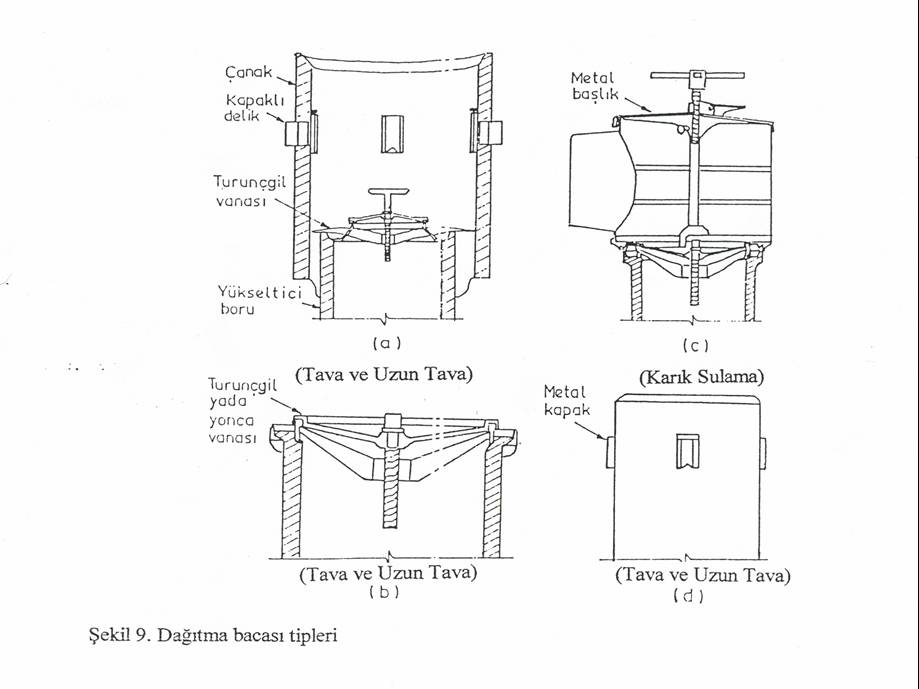 Çanak
Kapaklı
delik
Turunçgil
vanası
Yükseltici
boru
(a)
(Tava ve Uzun Tava)
Metal
başlık
(c)
(Karık Sulama)
Turunçgil
yada
yonca
vanası
(Tava ve Uzun Tava)
(b)
Metal
kapak
(Tava ve Uzun Tava)
(d)
Şekil 9. Dağıtma bacası tipleri